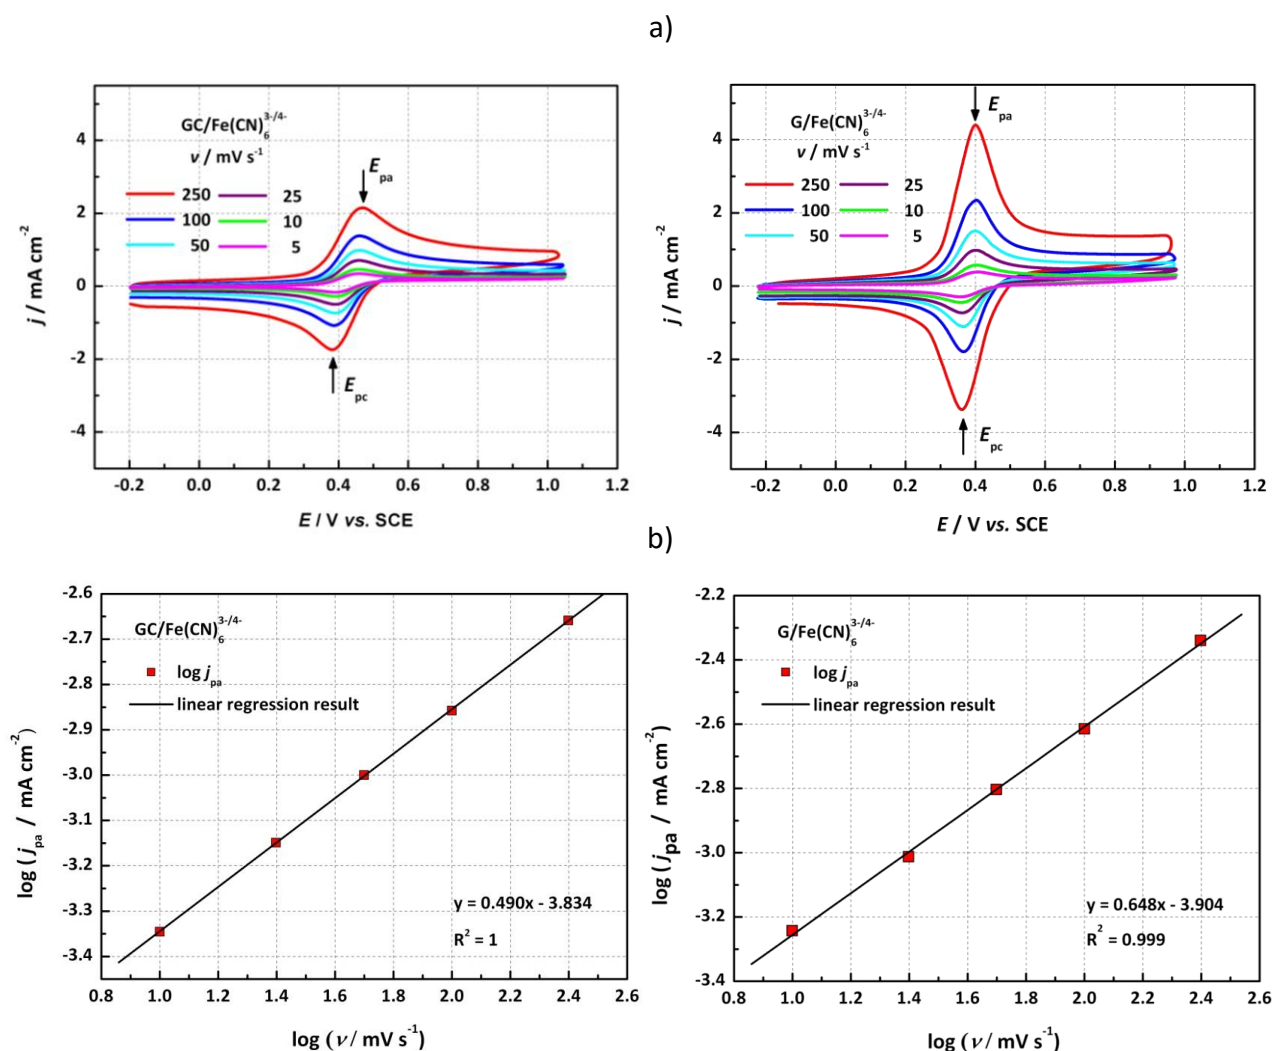 a)
GC/Fe(CN)₆³⁻/⁴⁻
ν / mV s⁻¹
250 25
100 10
50 5
E_pa
E_pc
4
2
0
-2
-4
j / mA cm⁻²
-0.2 0.0 0.2 0.4 0.6 0.8 1.0 1.2
E / V vs. SCE
G/Fe(CN)₆³⁻/⁴⁻
ν / mV s⁻¹
250 25
100 10
50 5
E_pa
E_pc
4
2
0
-2
-4
j / mA cm⁻²
-0.2 0.0 0.2 0.4 0.6 0.8 1.0 1.2
E / V vs. SCE
b)
-2.6
-2.7
-2.8
-2.9
-3.0
-3.1
-3.2
-3.3
-3.4
log (j_pa / mA cm⁻²)
GC/Fe(CN)₆³⁻/⁴⁻
log j_pa
linear regression result
y = 0.490x - 3.834
R² = 1
0.8 1.0 1.2 1.4 1.6 1.8 2.0 2.2 2.4 2.6
log (ν / mV s⁻¹)
-2.2
-2.4
-2.6
-2.8
-3.0
-3.2
-3.4
log (j_pa / mA cm⁻²)
G/Fe(CN)₆³⁻/⁴⁻
log j_pa
linear regression result
y = 0.648x - 3.904
R² = 0.999
0.8 1.0 1.2 1.4 1.6 1.8 2.0 2.2 2.4 2.6
log (ν / mV s⁻¹)